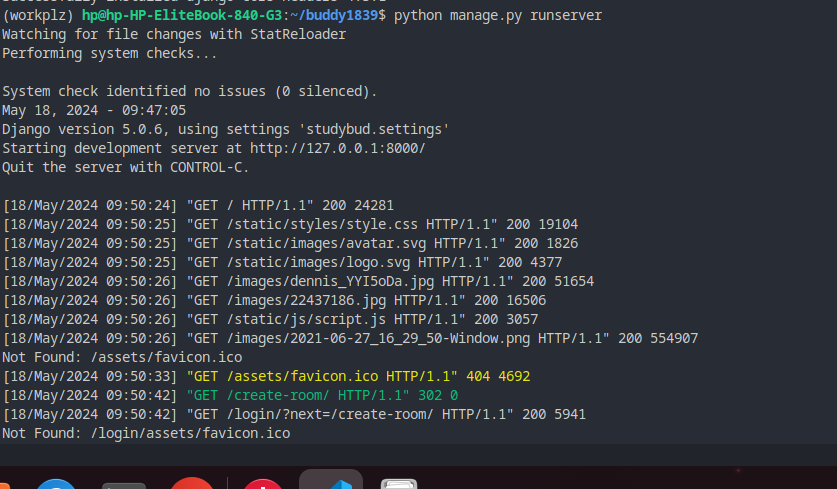 (workplz) hp@hp-HP-EliteBook-840-G3:~/buddy1839$ python manage.py runserver
Watching for file changes with StatReloader
Performing system checks...
System check identified no issues (0 silenced).
May 18, 2024 - 09:47:05
Django version 5.0.6, using settings 'studybud.settings'
Starting development server at http://127.0.0.1:8000/
Quit the server with CONTROL-C.
[18/May/2024 09:50:24] "GET / HTTP/1.1" 200 24281
[18/May/2024 09:50:25] "GET /static/styles/style.css HTTP/1.1" 200 19104
[18/May/2024 09:50:25] "GET /static/images/avatar.svg HTTP/1.1" 200 1826
[18/May/2024 09:50:25] "GET /static/images/logo.svg HTTP/1.1" 200 4377
[18/May/2024 09:50:26] "GET /images/dennis_YYI5oDa.jpg HTTP/1.1" 200 51654
[18/May/2024 09:50:26] "GET /images/22437186.jpg HTTP/1.1" 200 16506
[18/May/2024 09:50:26] "GET /static/js/script.js HTTP/1.1" 200 3057
[18/May/2024 09:50:26] "GET /images/2021-06-27_16_29_50-Window.png HTTP/1.1" 200 554907
Not Found: /assets/favicon.ico
[18/May/2024 09:50:33] "GET /assets/favicon.ico HTTP/1.1" 404 4692
[18/May/2024 09:50:42] "GET /create-room/ HTTP/1.1" 302 0
[18/May/2024 09:50:42] "GET /login/?next=/create-room/ HTTP/1.1" 200 5941
Not Found: /login/assets/favicon.ico